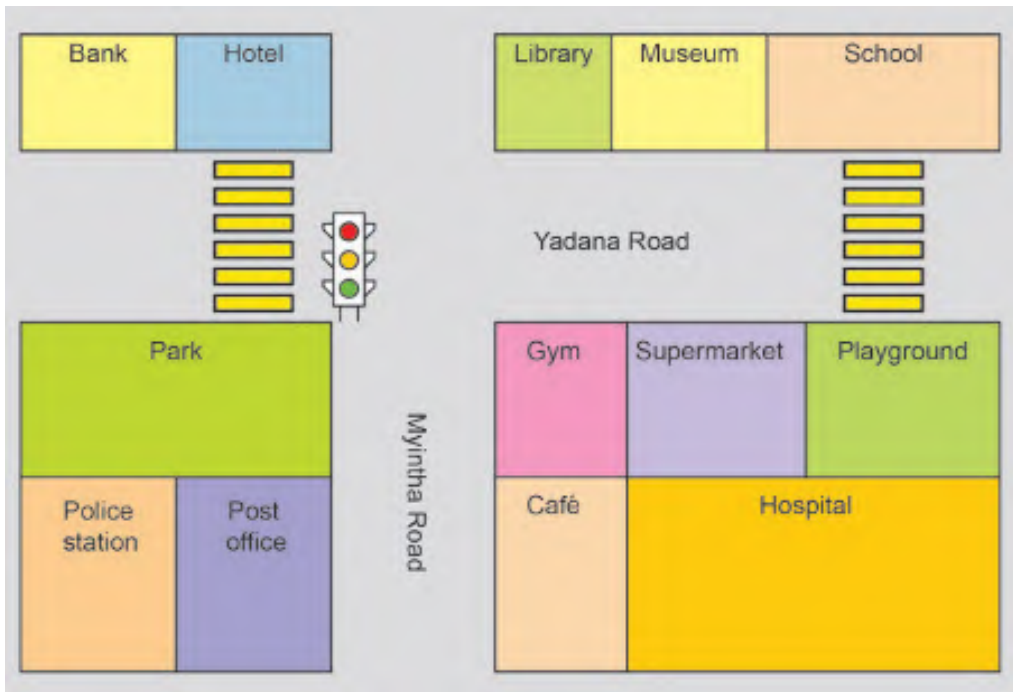 Bank
Hotel
Library
Museum
School
Yadana Road
Park
Gym
Supermarket
Playground
Myintha Road
Police
station
Post
office
Café
Hospital